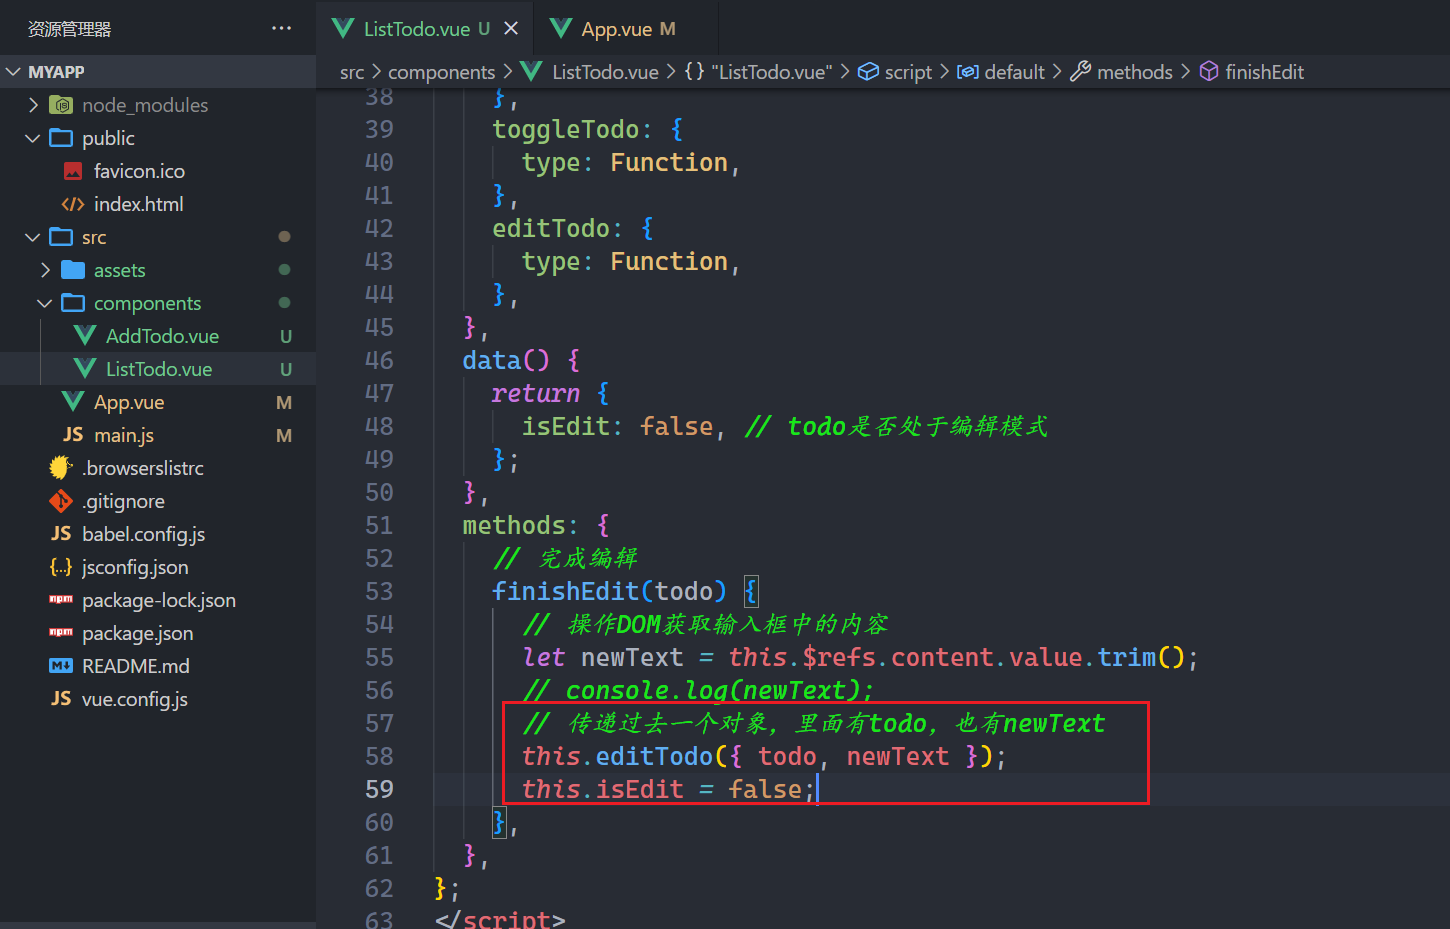 资源管理器 ···
MYAPP
node_modules
public
favicon.ico
index.html
src
assets
components
AddTodo.vue U
ListTodo.vue U
App.vue M
JS main.js M
.browserslistrc
.gitignore
JS babel.config.js
{..} jsconfig.json
npm package-lock.json
npm package.json
M README.md
JS vue.config.js
ListTodo.vue U × App.vue M
src > components > ListTodo.vue > {} "ListTodo.vue" > script > default > methods > finishEdit
38 },
39 toggleTodo: {
40 type: Function,
41 },
42 editTodo: {
43 type: Function,
44 },
45 },
46 data() {
47 return {
48 isEdit: false, // todo是否处于编辑模式
49 };
50 },
51 methods: {
52 // 完成编辑
53 finishEdit(todo) {
54 // 操作DOM获取输入框中的内容
55 let newText = this.$refs.content.value.trim();
56 // console.log(newText);
57 // 传递过去一个对象，里面有todo，也有newText
58 this.editTodo({ todo, newText });
59 this.isEdit = false;
60 },
61 },
62 };
63 </script>